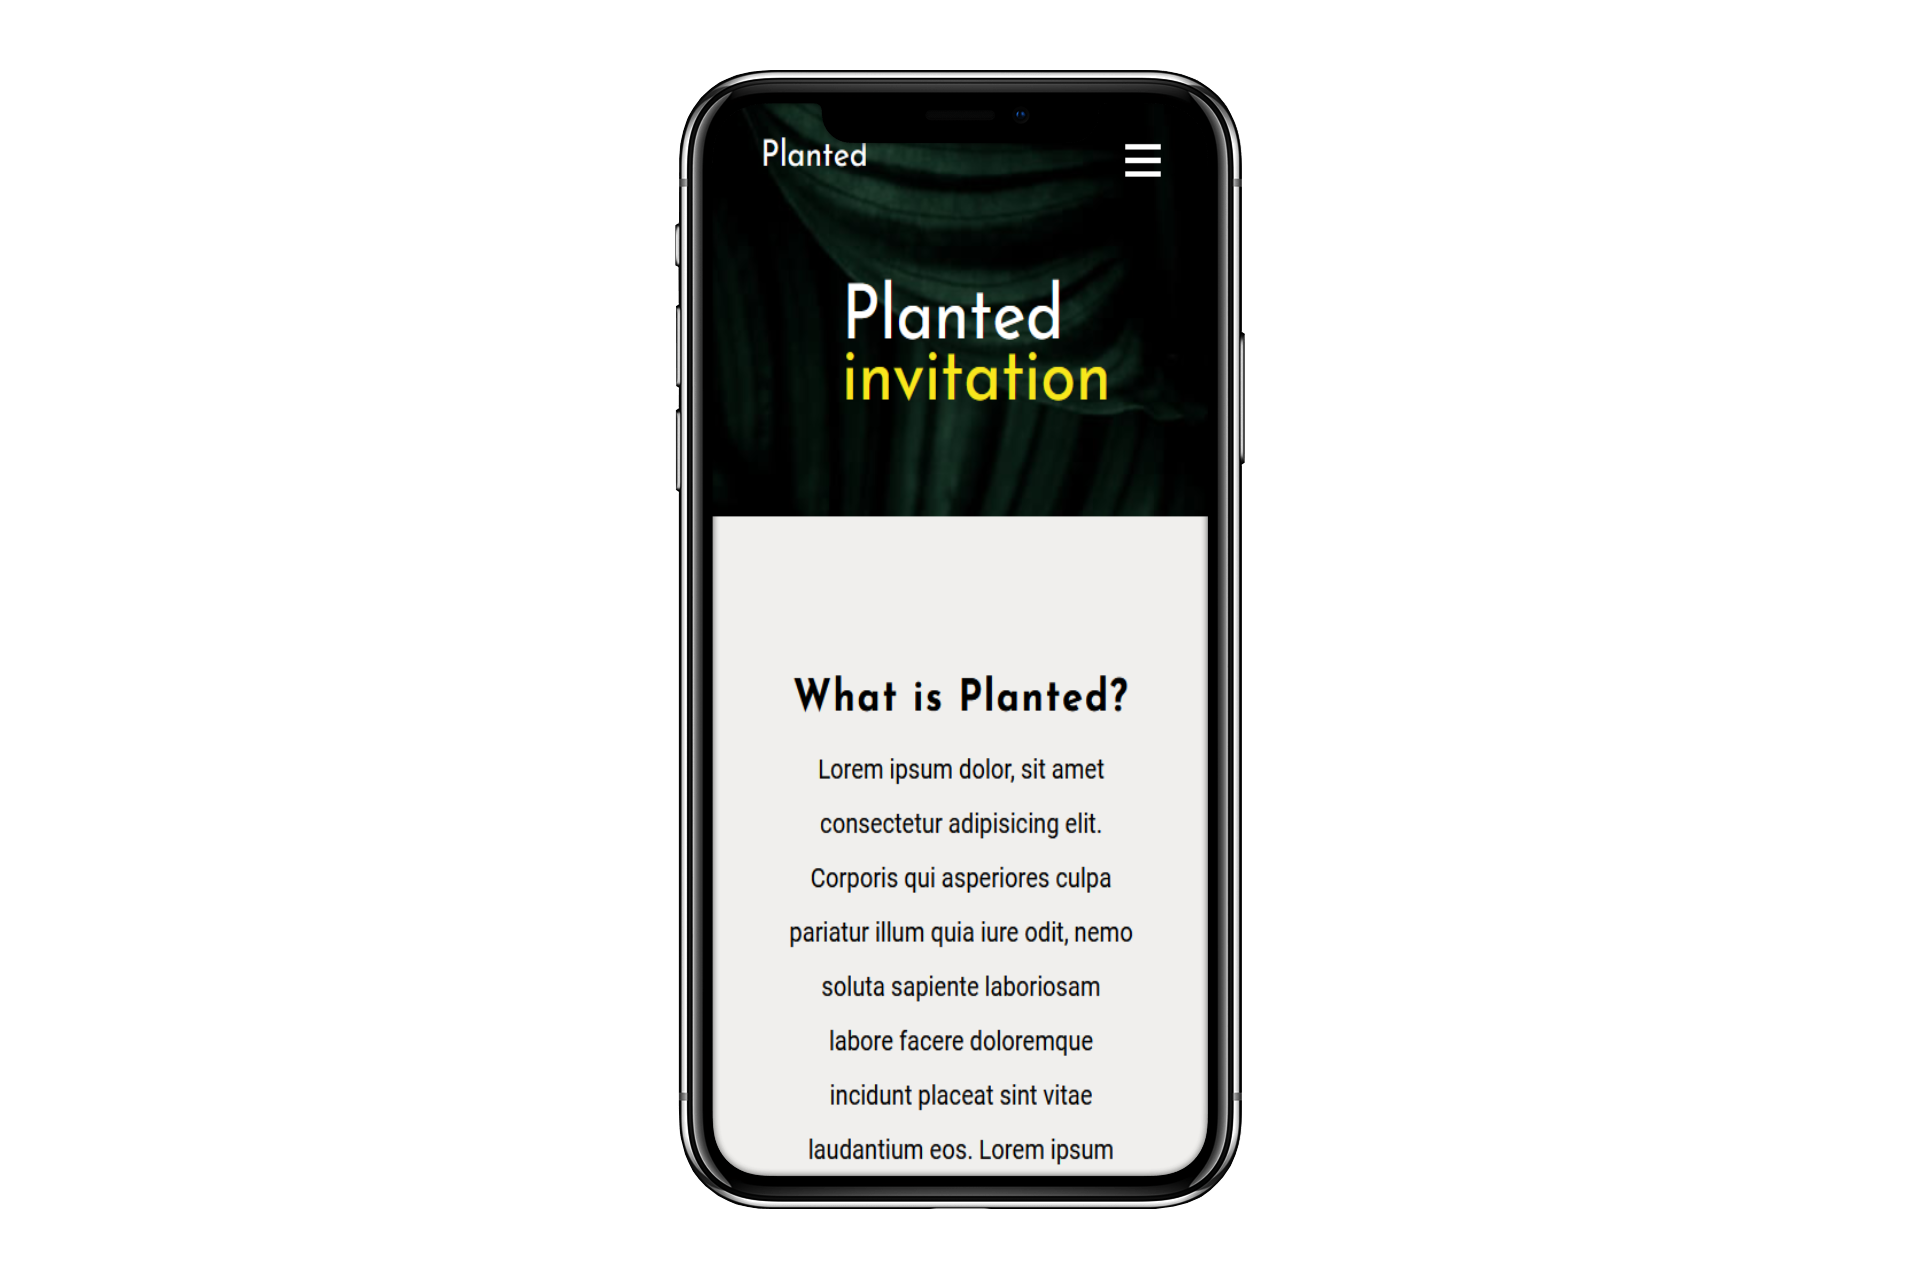 Planted
Planted
invitation
What is Planted?
Lorem ipsum dolor, sit amet
consectetur adipisicing elit.
Corporis qui asperiores culpa
pariatur illum quia iure odit, nemo
soluta sapiente laboriosam
labore facere doloremque
incidunt placeat sint vitae
laudantium eos. Lorem ipsum